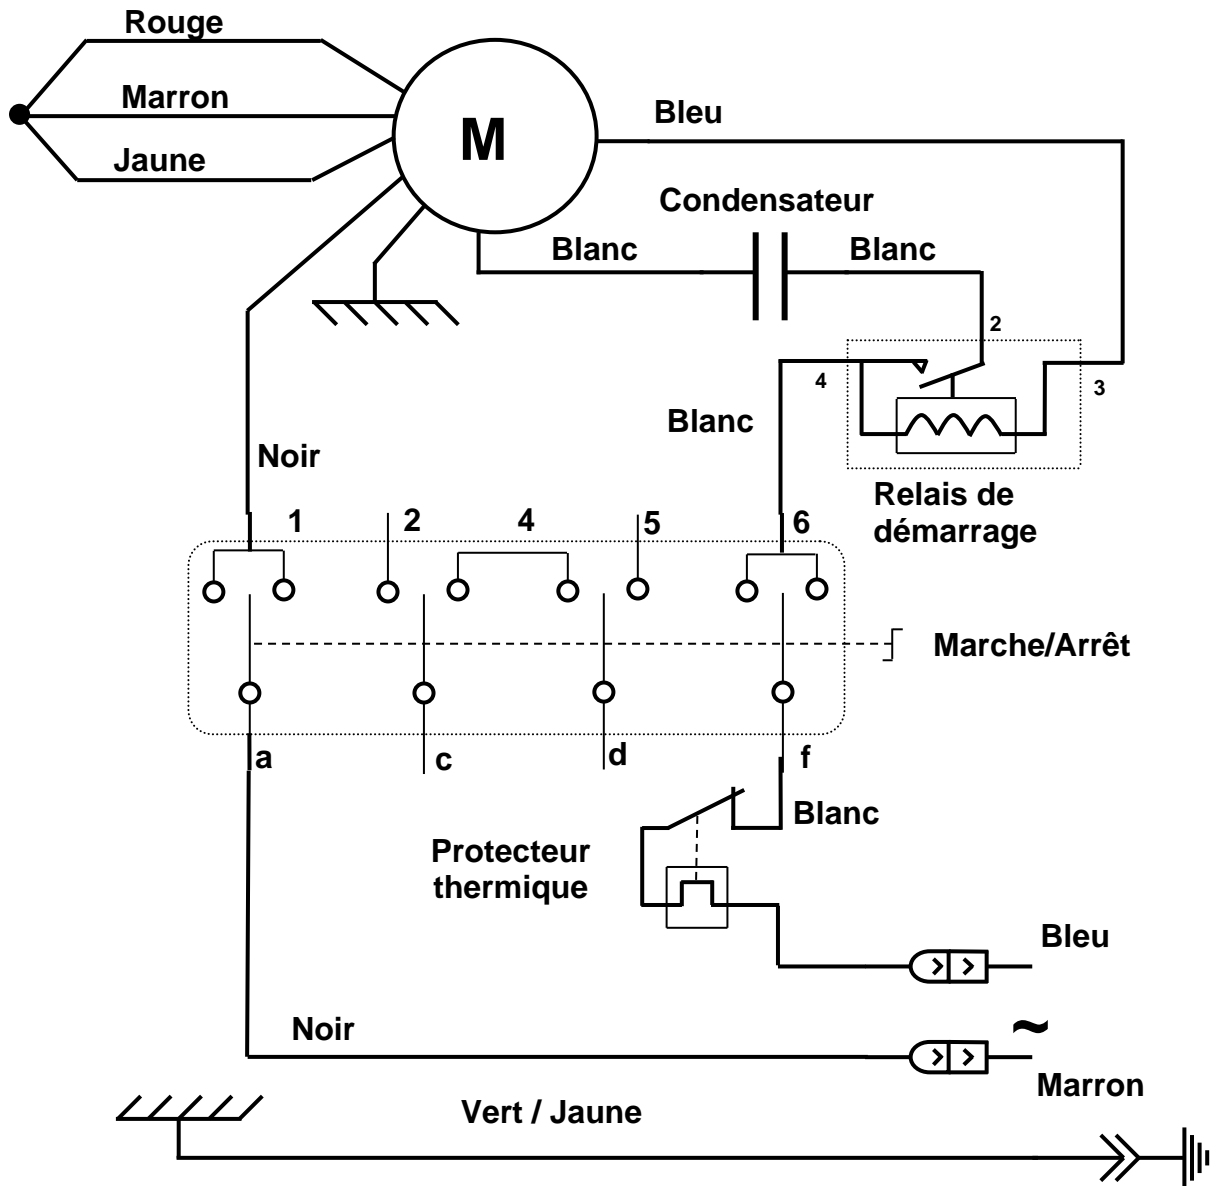 Rouge
Marron
Jaune
M
Bleu
Condensateur
Blanc
Blanc
2
4
3
Blanc
Noir
Relais de
démarrage
1
2
4
5
6
Marche/Arrêt
a
c
d
f
Blanc
Protecteur
thermique
Bleu
Noir
~
Marron
Vert / Jaune